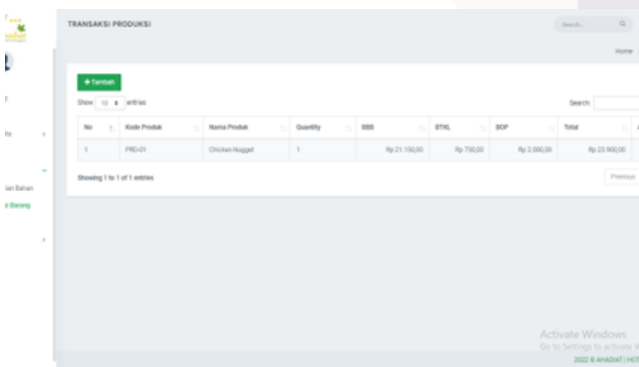 TRANSAKSI PRODUKSI
Search..
Home
+ Tambah
Show 10 entries
Search:
No Kode Produk Nama Produk Quantity BBB BTKL BOP Total
1 PRD-01 Chicken Nugget 1 Rp 21.150,00 Rp 750,00 Rp 2.000,00 Rp 23.900,00
Showing 1 to 1 of 1 entries
Previous
Bahan
Barang
Activate Windows
Go to Settings to activate W
2022 © AHADIAT | HOT